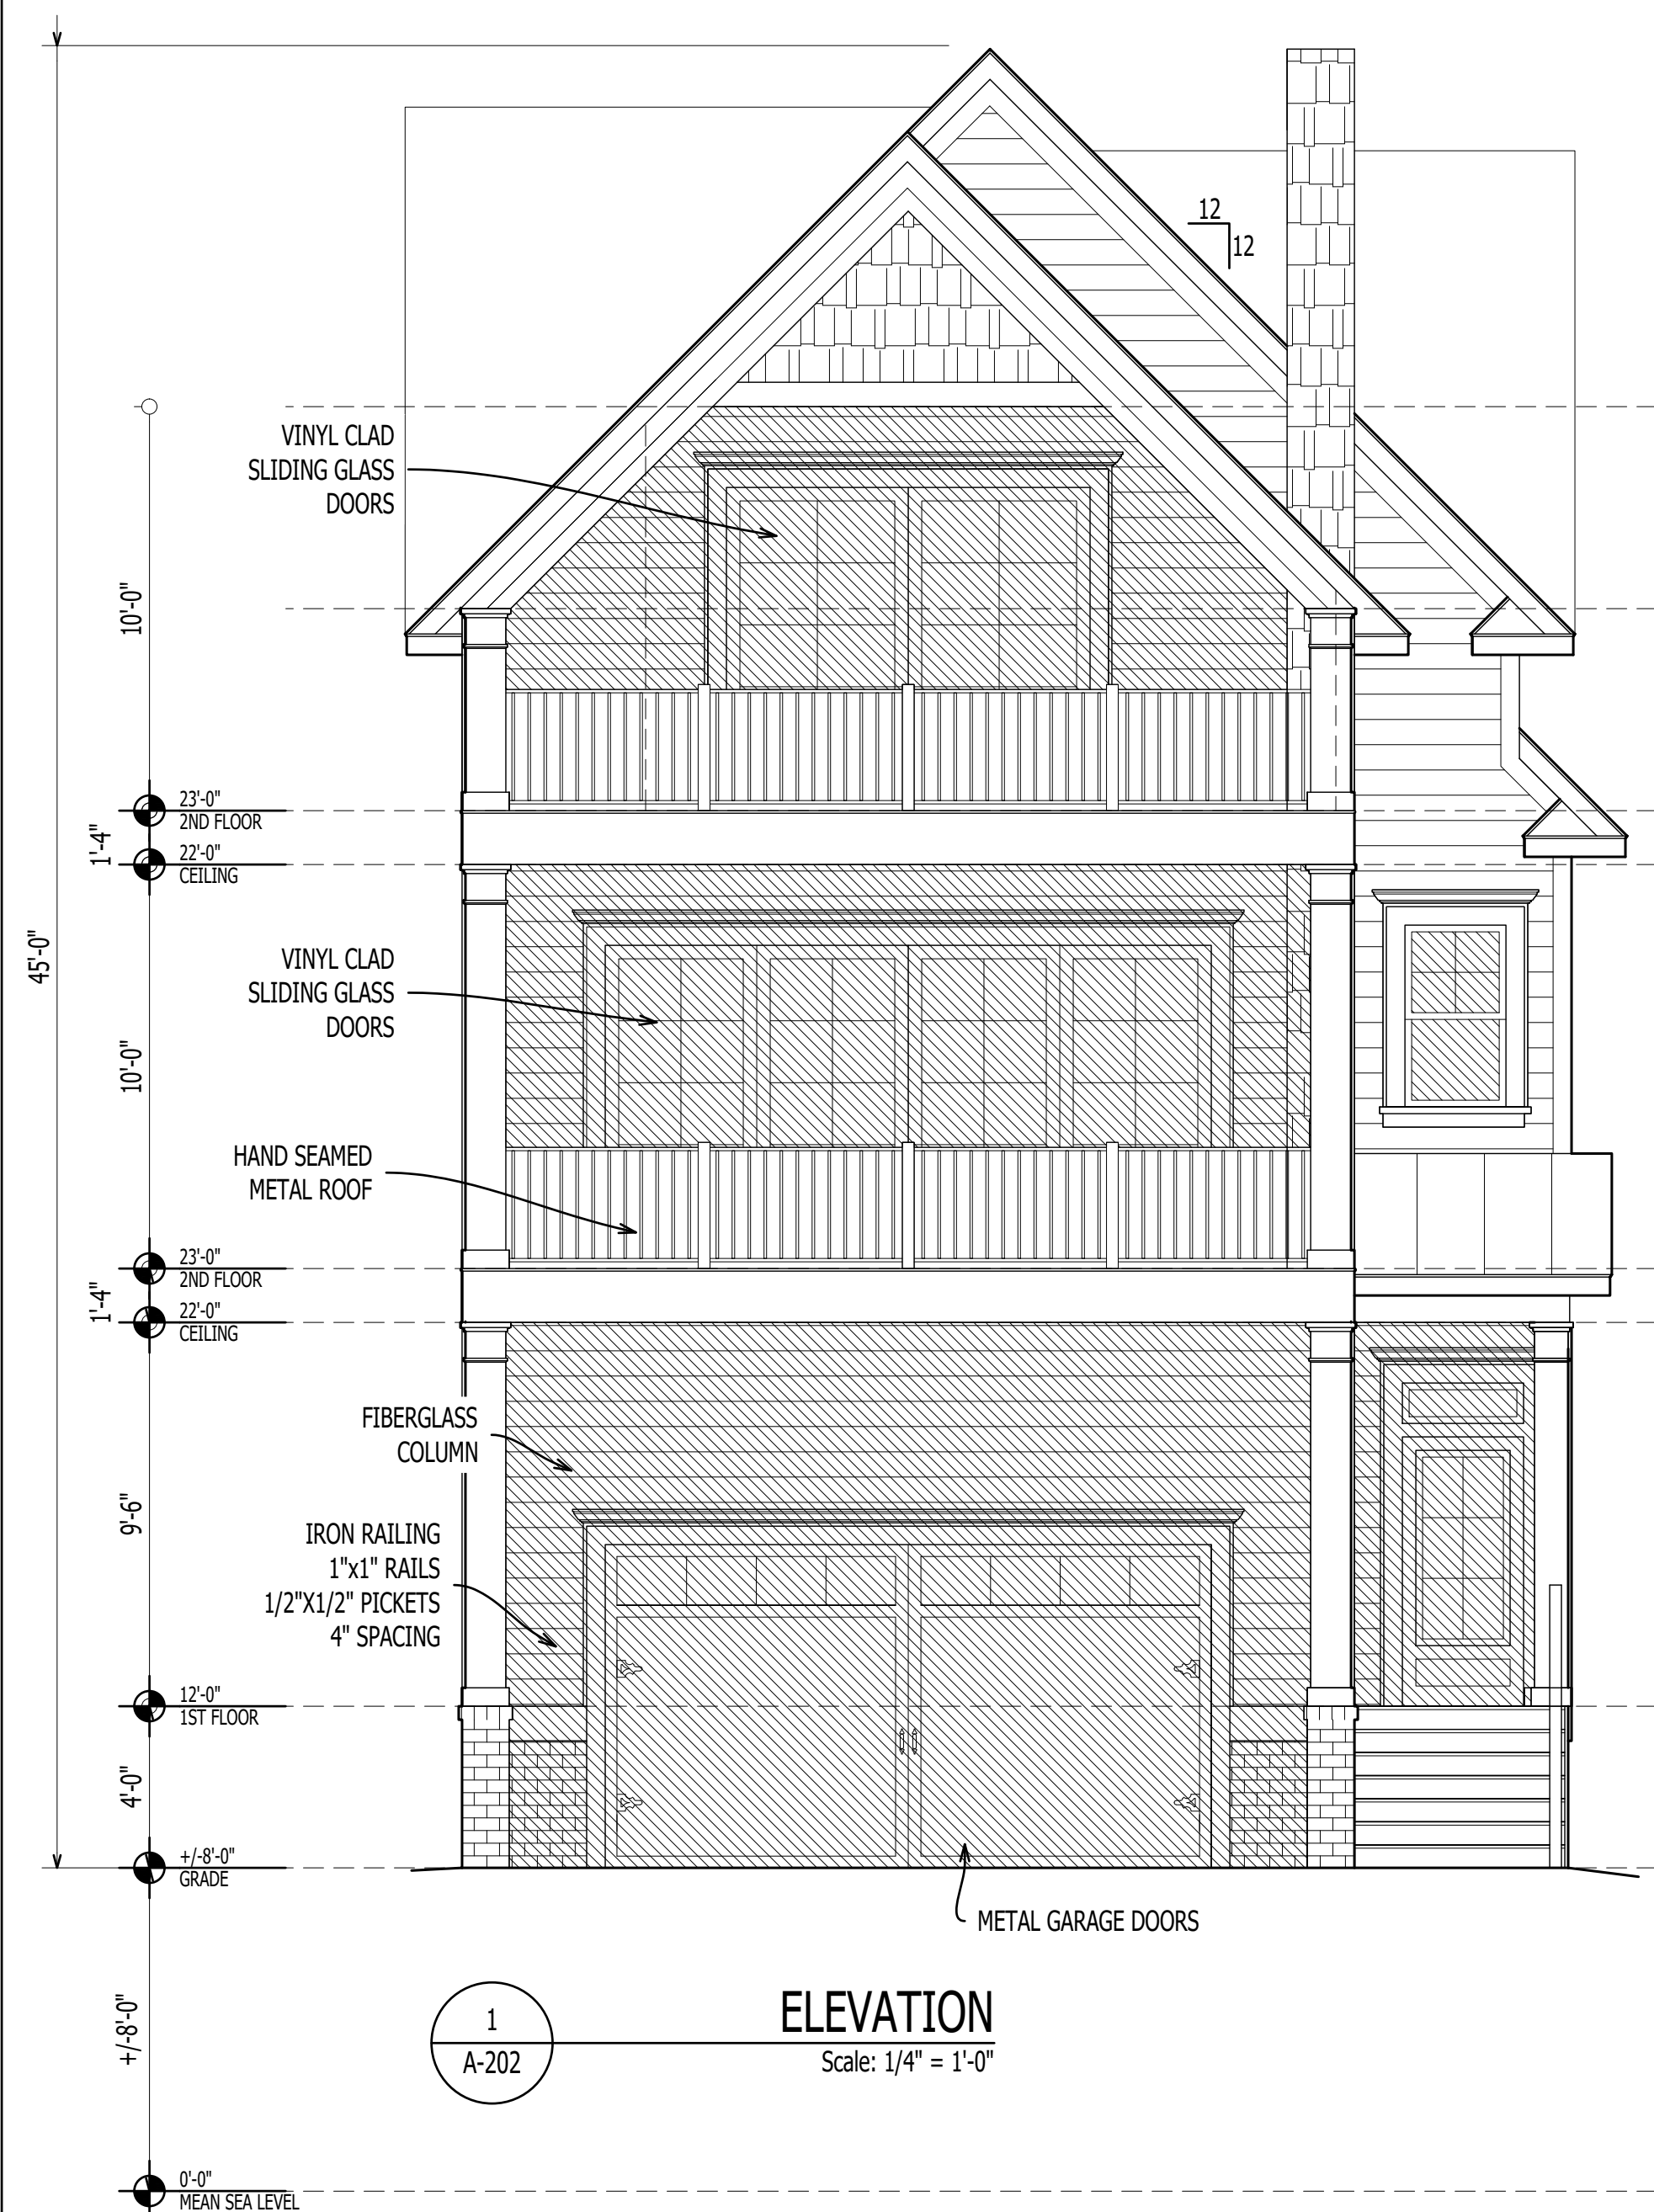 12
12
VINYL CLAD
SLIDING GLASS
DOORS
10'-0"
23'-0"
2ND FLOOR
1'-4"
22'-0"
CEILING
45'-0"
VINYL CLAD
SLIDING GLASS
DOORS
10'-0"
HAND SEAMED
METAL ROOF
23'-0"
2ND FLOOR
1'-4"
22'-0"
CEILING
FIBERGLASS
COLUMN
9'-6"
IRON RAILING
1"x1" RAILS
1/2"X1/2" PICKETS
4" SPACING
12'-0"
1ST FLOOR
4'-0"
+/-8'-0"
GRADE
METAL GARAGE DOORS
+/-8'-0"
1
A-202
ELEVATION
Scale: 1/4" = 1'-0"
0'-0"
MEAN SEA LEVEL